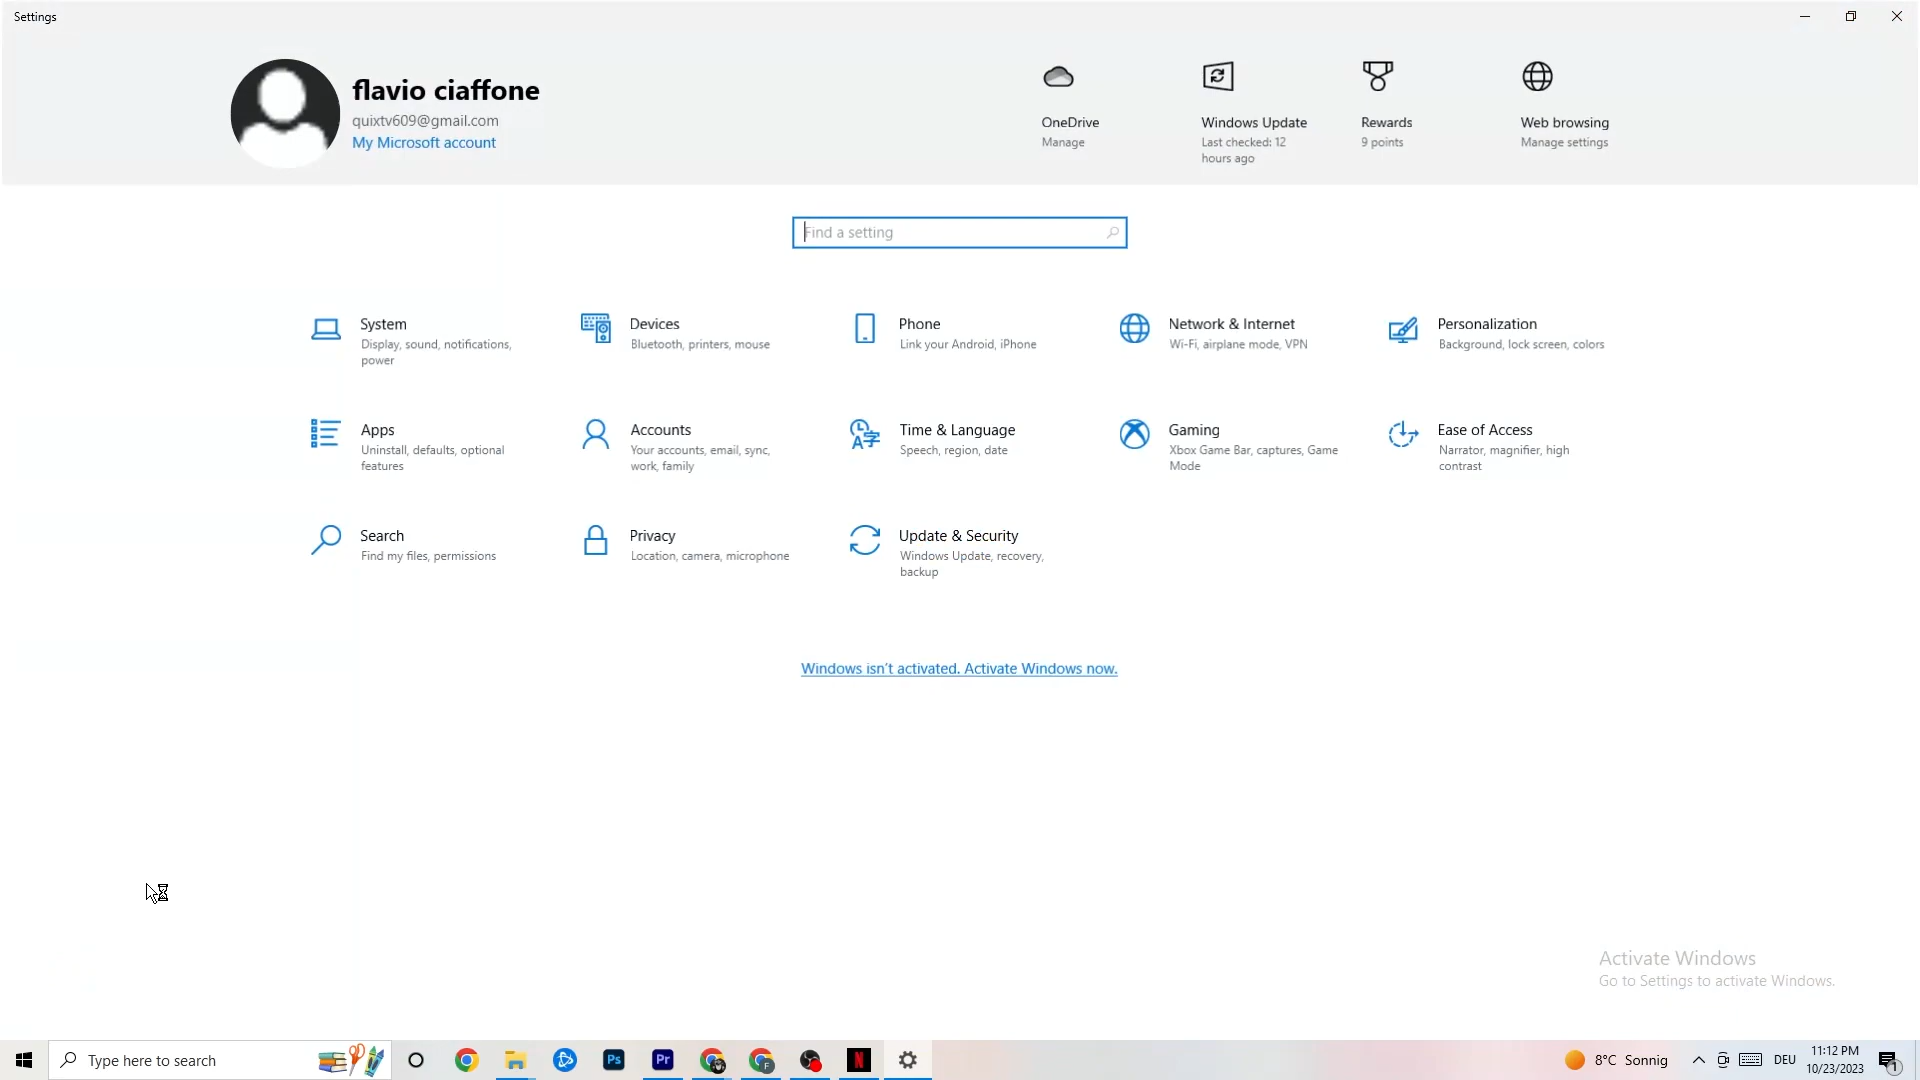 Settings
flavio ciaffone
quixtv609@gmail.com
My Microsoft account
OneDrive
Manage
Windows Update
Last checked: 12
hours ago
Rewards
9 points
Web browsing
Manage settings
Find a setting
System
Display, sound, notifications,
power
Devices
Bluetooth, printers, mouse
Phone
Link your Android, iPhone
Network & Internet
Wi-Fi, airplane mode, VPN
Personalization
Background, lock screen, colors
Apps
Uninstall, defaults, optional
features
Accounts
Your accounts, email, sync,
work, family
Time & Language
Speech, region, date
Gaming
Xbox Game Bar, captures, Game
Mode
Ease of Access
Narrator, magnifier, high
contrast
Search
Find my files, permissions
Privacy
Location, camera, microphone
Update & Security
Windows Update, recovery,
backup
Windows isn't activated. Activate Windows now.
Activate Windows
Go to Settings to activate Windows.
Type here to search
Ps
Pr
F
N
8°C Sonnig
DEU
11:12 PM
10/23/2023
1